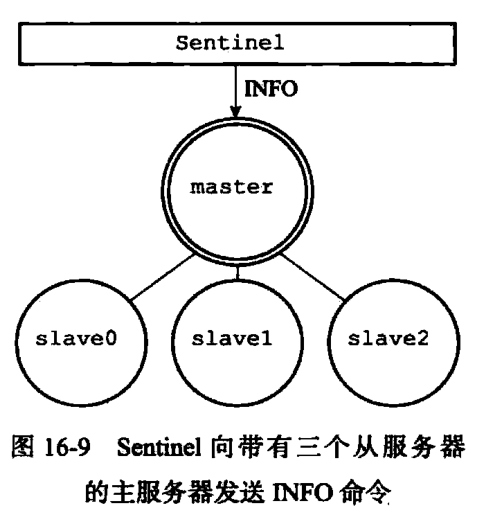 Sentinel
INFO
master
slave0 slave1 slave2
图 16-9 Sentinel 向带有三个从服务器
的主服务器发送 INFO 命令